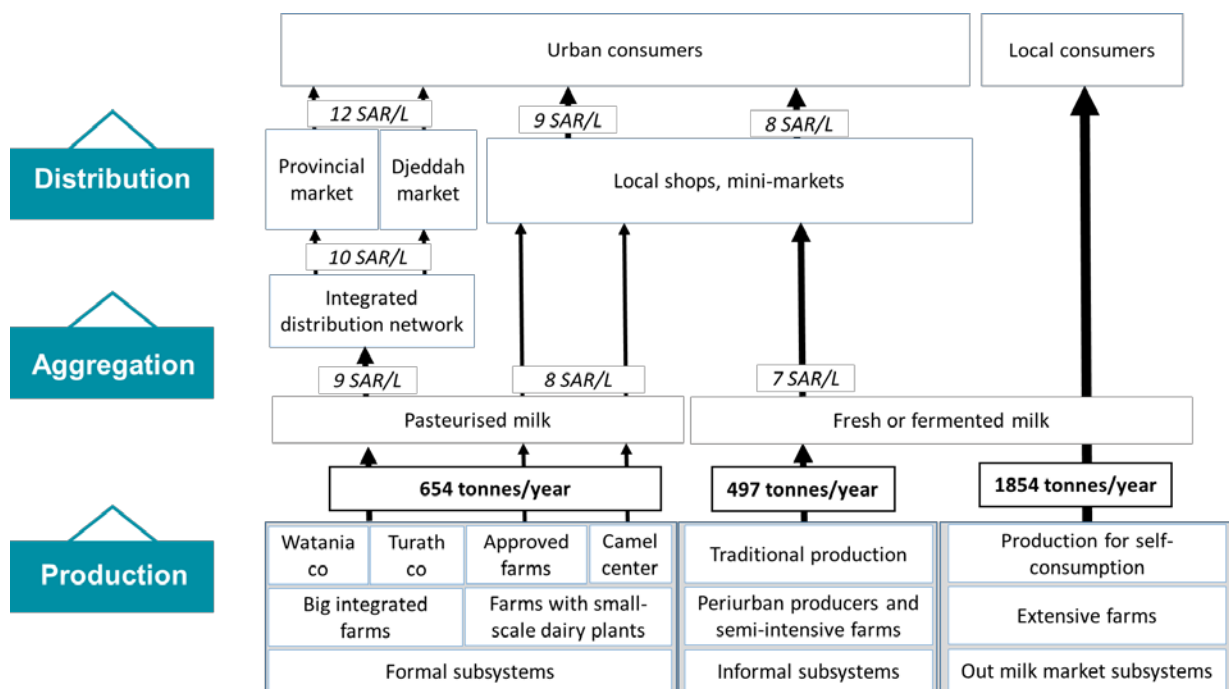 Urban consumers
Local consumers
12 SAR/L
9 SAR/L
8 SAR/L
Distribution
Provincial
market
Djeddah
market
Local shops, mini-markets
10 SAR/L
Integrated
distribution network
Aggregation
9 SAR/L
8 SAR/L
7 SAR/L
Pasteurised milk
Fresh or fermented milk
654 tonnes/year
497 tonnes/year
1854 tonnes/year
Production
Watania
co
Turath
co
Approved
farms
Camel
center
Traditional production
Production for self-
consumption
Big integrated
farms
Farms with small-
scale dairy plants
Periurban producers and
semi-intensive farms
Extensive farms
Formal subsystems
Informal subsystems
Out milk market subsystems